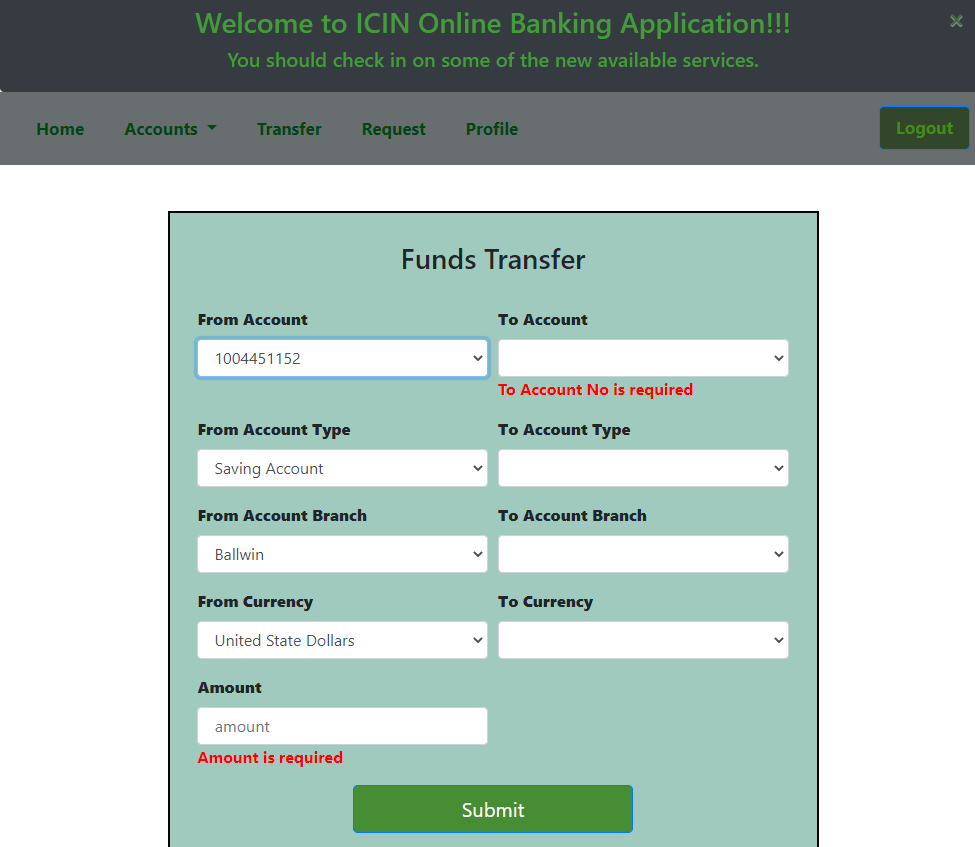 Welcome to ICIN Online Banking Application!!!
×
You should check in on some of the new available services.
Home Accounts Transfer Request Profile Logout
Funds Transfer
From Account To Account
1004451152
To Account No is required
From Account Type To Account Type
Saving Account
From Account Branch To Account Branch
Ballwin
From Currency To Currency
United State Dollars
Amount
amount
Amount is required
Submit